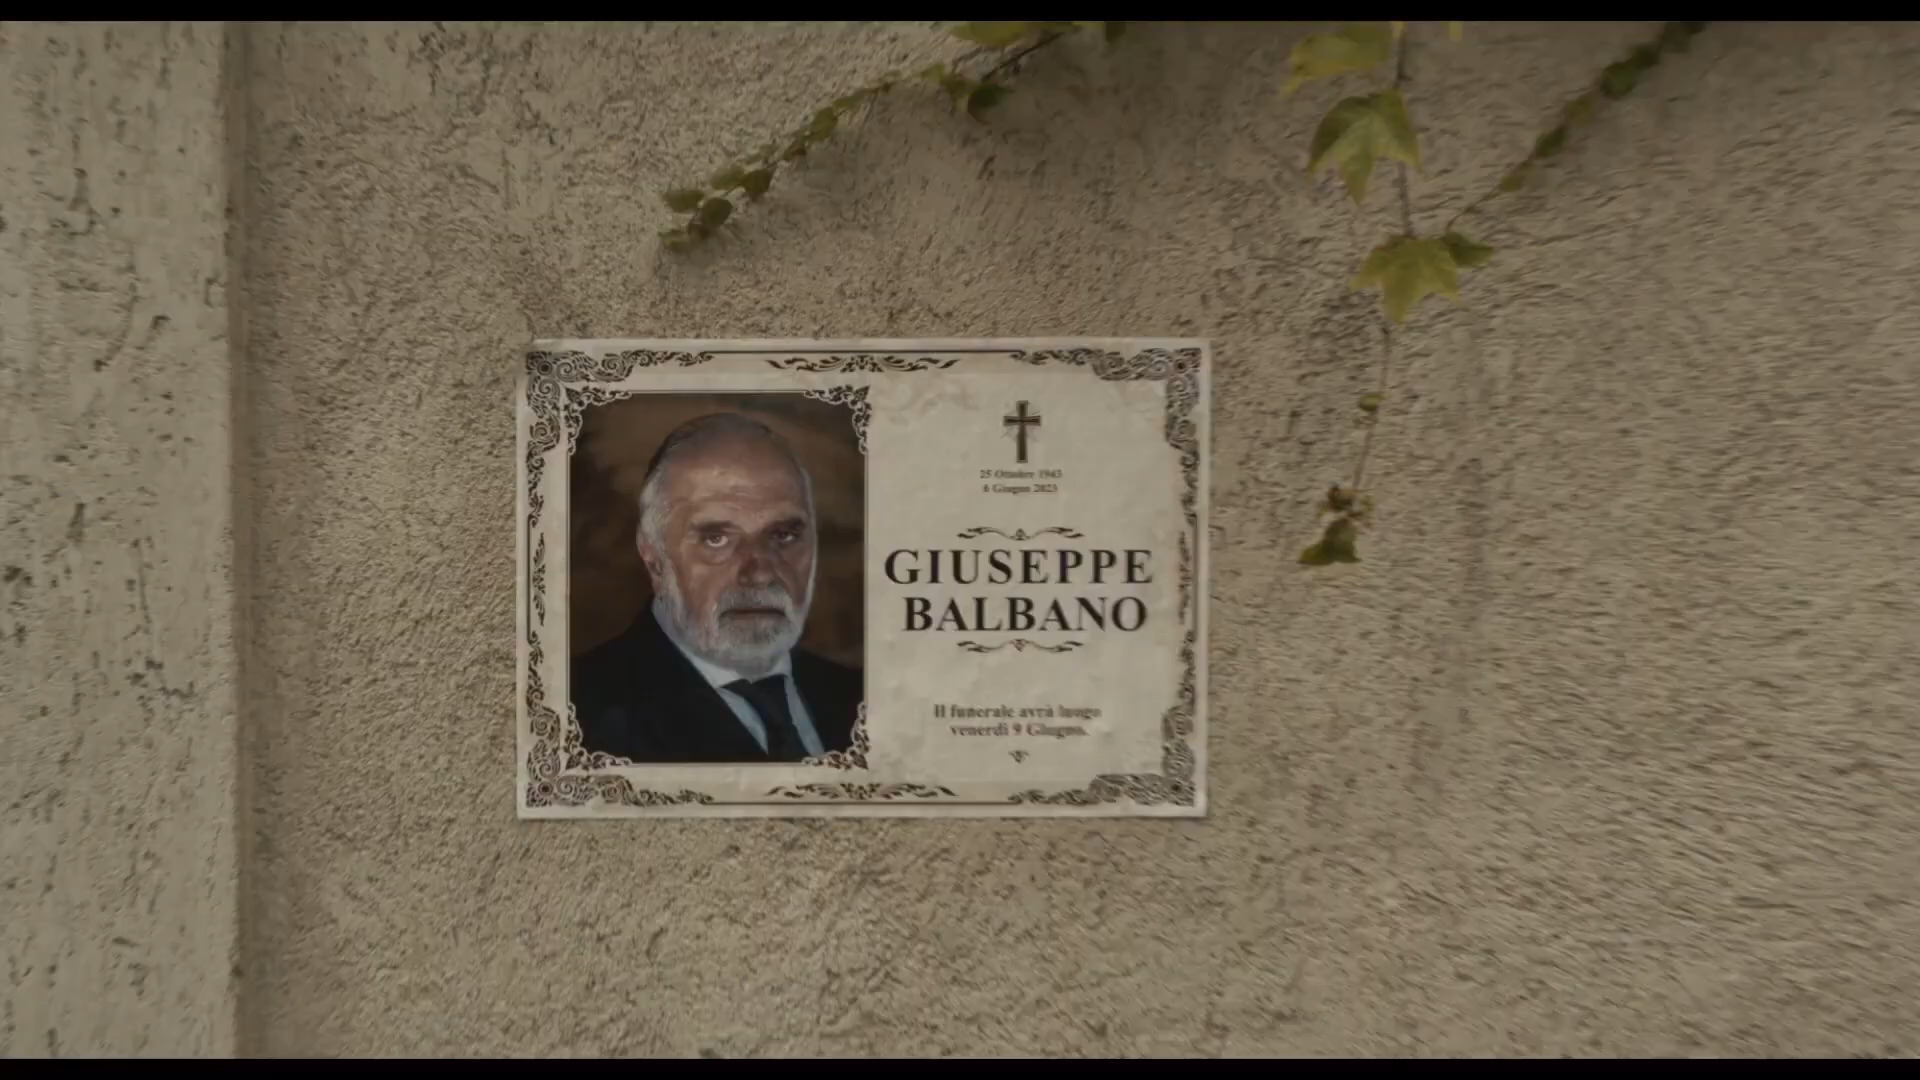 25 Ottobre 1943
6 Giugno 2023
GIUSEPPE
BALBANO
Il funerale avrà luogo
venerdì 9 Giugno.